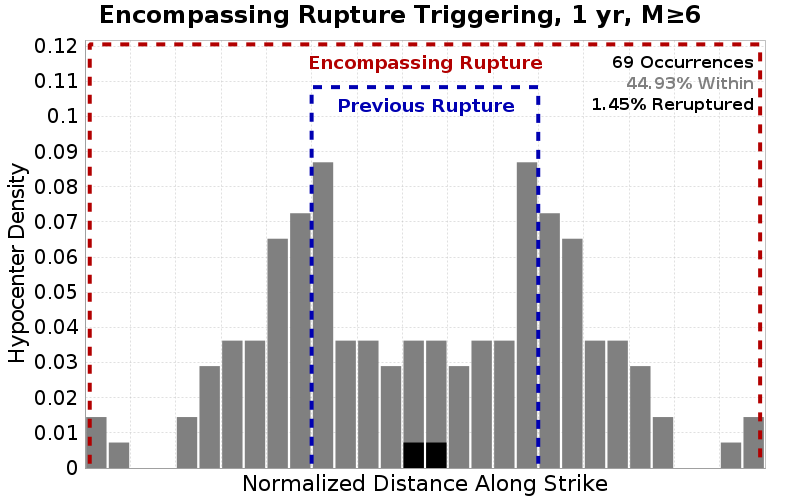 Encompassing Rupture Triggering, 1 yr, M≥6
Encompassing Rupture
Previous Rupture
69 Occurrences
44.93% Within
1.45% Reruptured
Hypocenter Density
0.12
0.11
0.1
0.09
0.08
0.07
0.06
0.05
0.04
0.03
0.02
0.01
0
Normalized Distance Along Strike